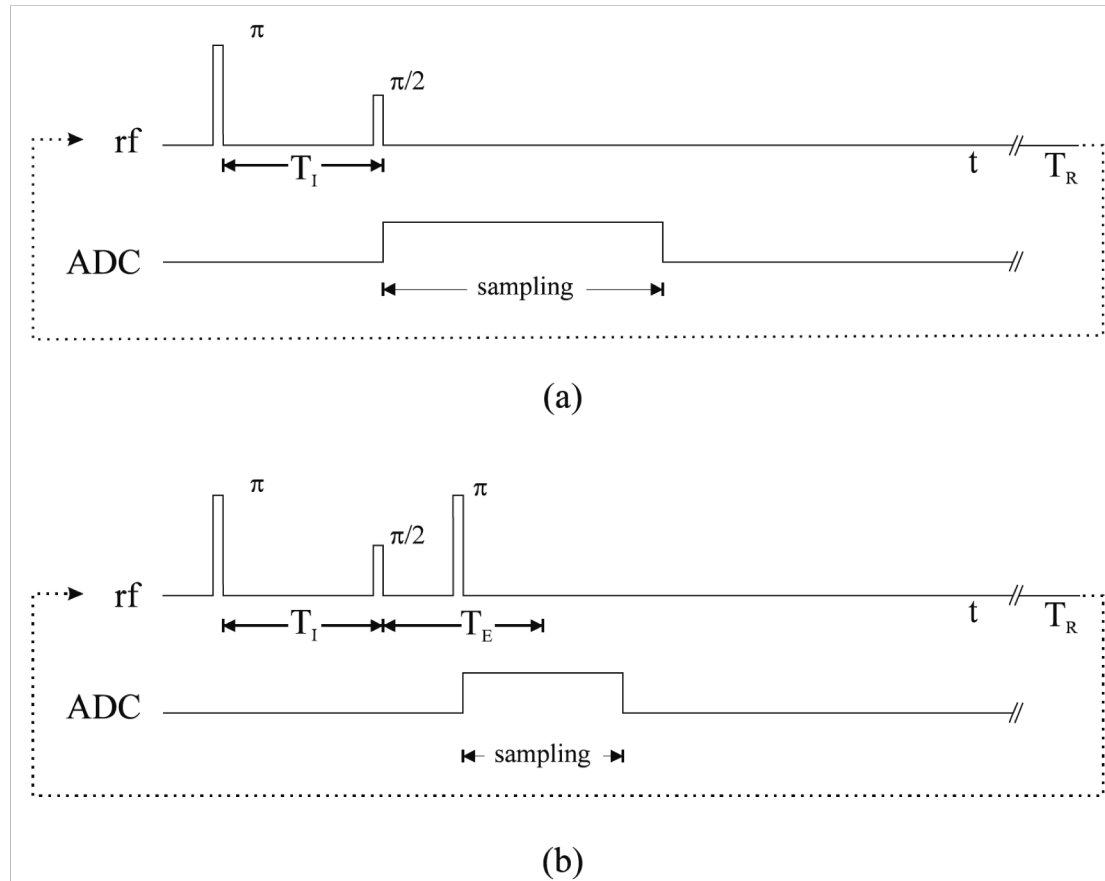 π
π/2
rf
T_I
t
T_R
ADC
sampling
(a)
π
π/2
π
rf
T_I
T_E
t
T_R
ADC
sampling
(b)